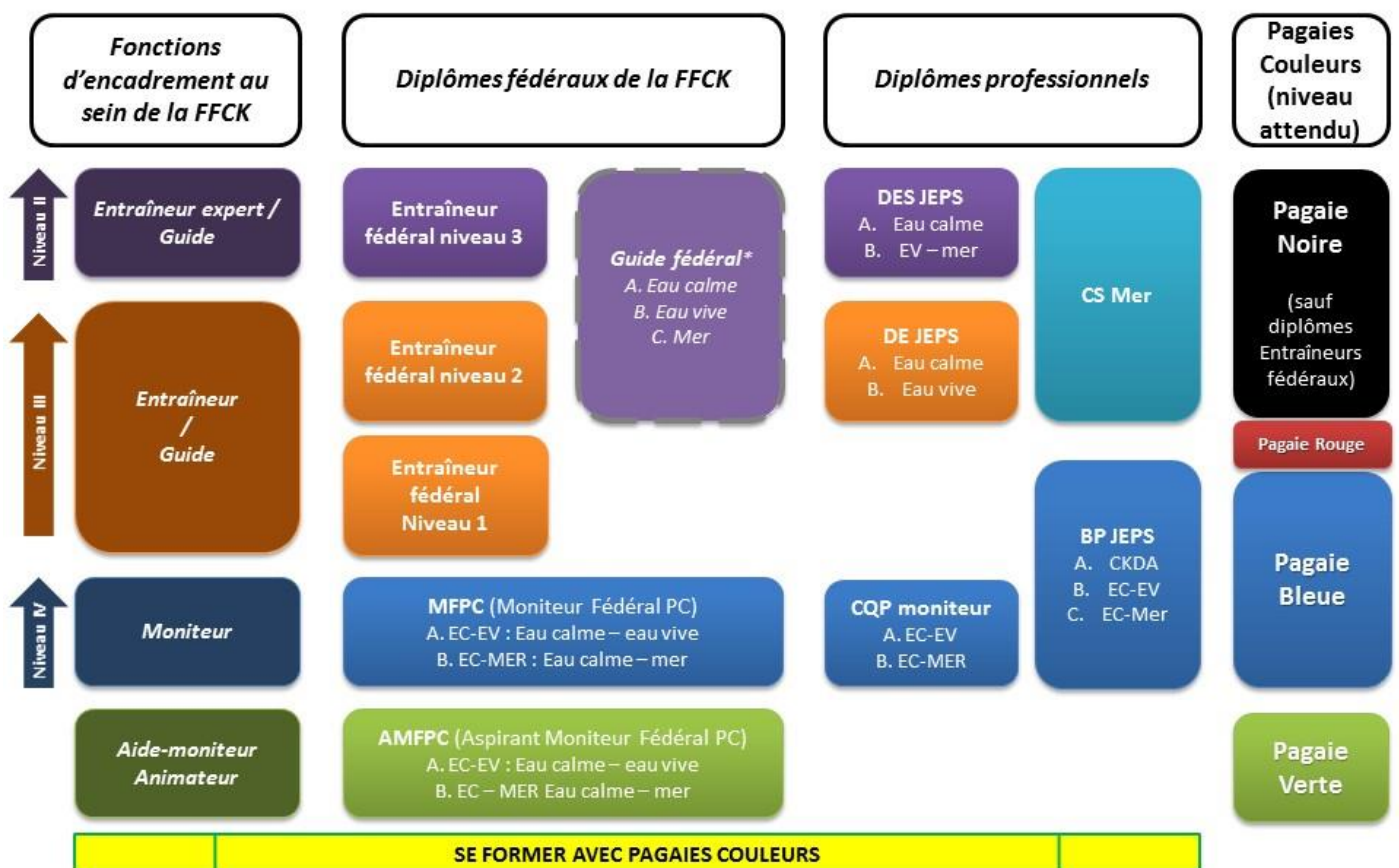 Fonctions
d'encadrement au
sein de la FFCK
Diplômes fédéraux de la FFCK
Diplômes professionnels
Pagaies
Couleurs
(niveau
attendu)
Niveau II
Entraîneur expert /
Guide
Entraîneur
fédéral niveau 3
Guide fédéral*
A. Eau calme
B. Eau vive
C. Mer
DES JEPS
A. Eau calme
B. EV – mer
CS Mer
Pagaie
Noire
(sauf
diplômes
Entraîneurs
fédéraux)
Niveau III
Entraîneur
/
Guide
Entraîneur
fédéral niveau 2
DE JEPS
A. Eau calme
B. Eau vive
Pagaie Rouge
Entraîneur
fédéral
Niveau 1
BP JEPS
A. CKDA
B. EC-EV
C. EC-Mer
Pagaie
Bleue
Niveau IV
Moniteur
MFPC (Moniteur Fédéral PC)
A. EC-EV : Eau calme – eau vive
B. EC-MER : Eau calme – mer
CQP moniteur
A. EC-EV
B. EC-MER
Aide-moniteur
Animateur
AMFPC (Aspirant Moniteur Fédéral PC)
A. EC-EV : Eau calme – eau vive
B. EC – MER Eau calme – mer
Pagaie
Verte
SE FORMER AVEC PAGAIES COULEURS